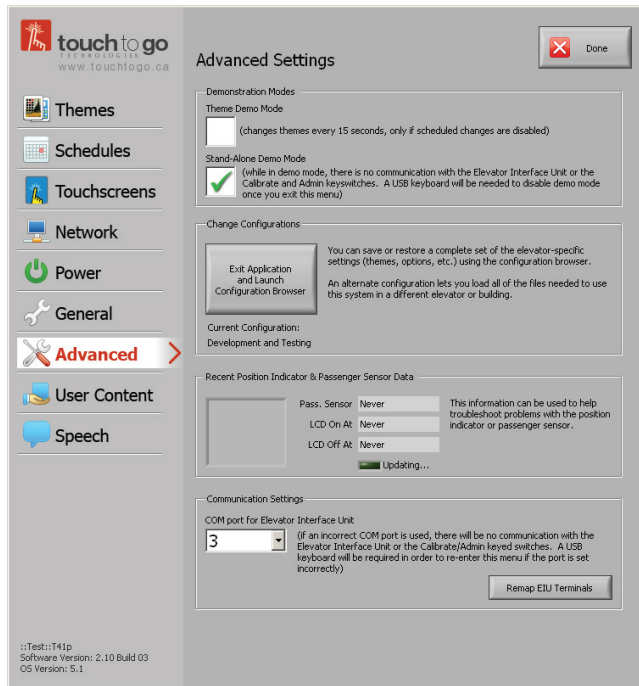 touch to go
TECHNOLOGIES
www.touchtogo.ca
Themes
Schedules
Touchscreens
Network
Power
General
Advanced
User Content
Speech
::Test::T41p
Software Version: 2.10 Build 03
OS Version: 5.1
Advanced Settings
Done
Demonstration Modes
Theme Demo Mode
(changes themes every 15 seconds, only if scheduled changes are disabled)
Stand-Alone Demo Mode
(while in demo mode, there is no communication with the Elevator Interface Unit or the
Calibrate and Admin keyswitches. A USB keyboard will be needed to disable demo mode
once you exit this menu)
Change Configurations
Exit Application
and Launch
Configuration Browser
You can save or restore a complete set of the elevator-specific
settings (themes, options, etc.) using the configuration browser.
An alternate configuration lets you load all of the files needed to use
this system in a different elevator or building.
Current Configuration:
Development and Testing
Recent Position Indicator & Passenger Sensor Data
Pass. Sensor Never
LCD On At Never
LCD Off At Never
Updating...
This information can be used to help
troubleshoot problems with the position
indicator or passenger sensor.
Communication Settings
COM port for Elevator Interface Unit
3
(if an incorrect COM port is used, there will be no communication with the
Elevator Interface Unit or the Calibrate/Admin keyed switches. A USB
keyboard will be required in order to re-enter this menu if the port is set
incorrectly)
Remap EIU Terminals